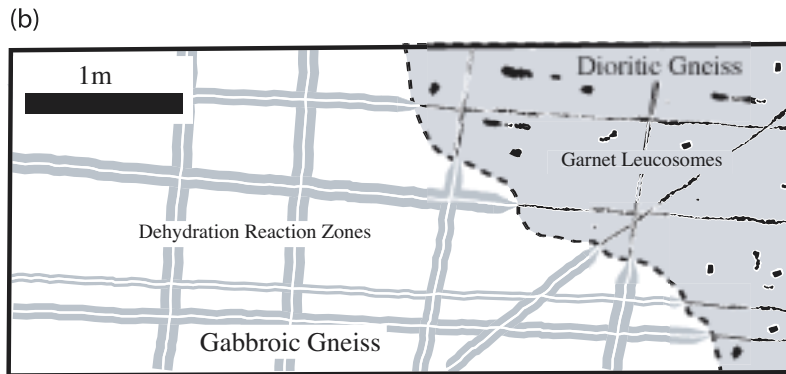 (b)
1m
Dioritic Gneiss
Garnet Leucosomes
Dehydration Reaction Zones
Gabbroic Gneiss